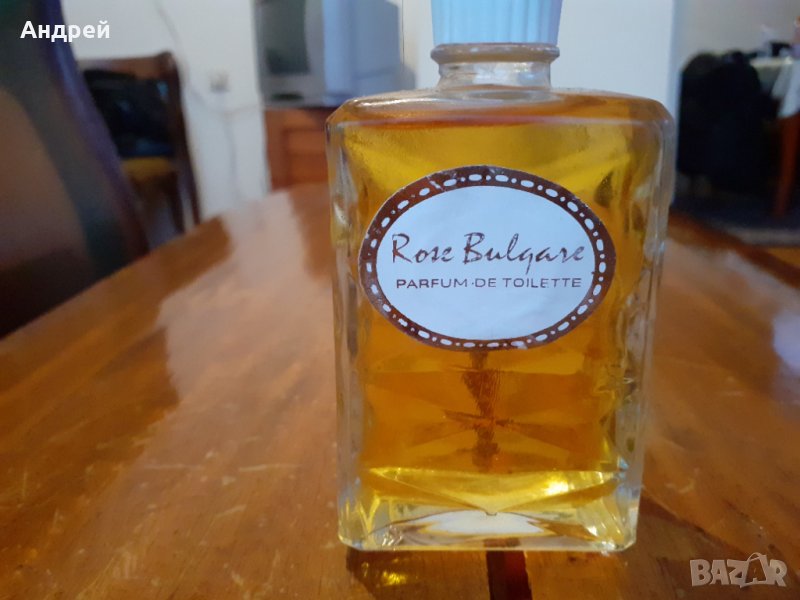 Андрей
Rose Bulgare
PARFUM·DE TOILETTE
BAZAR